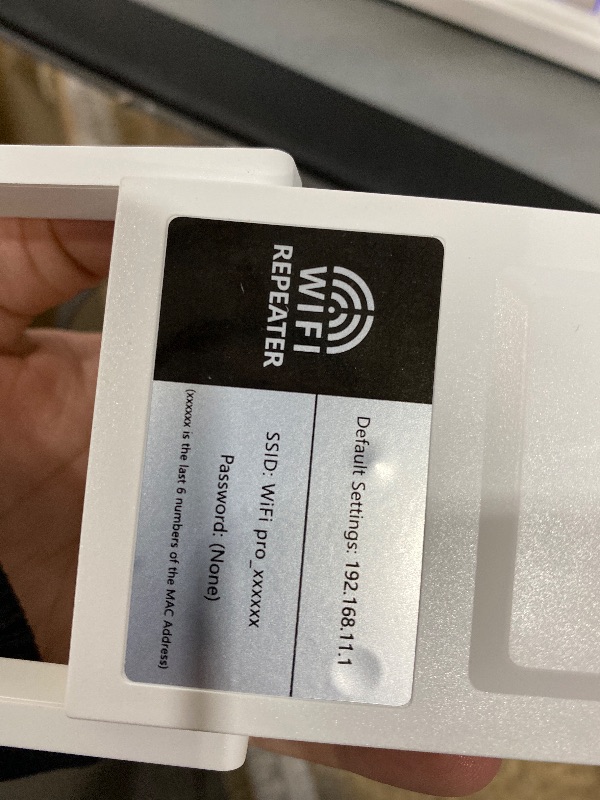 WIFI
REPEATER
Default Settings: 192.168.11.1
SSID: WiFi pro_xxxxxx
Password: (None)
(xxxxxx is the last 6 numbers of the MAC Address)